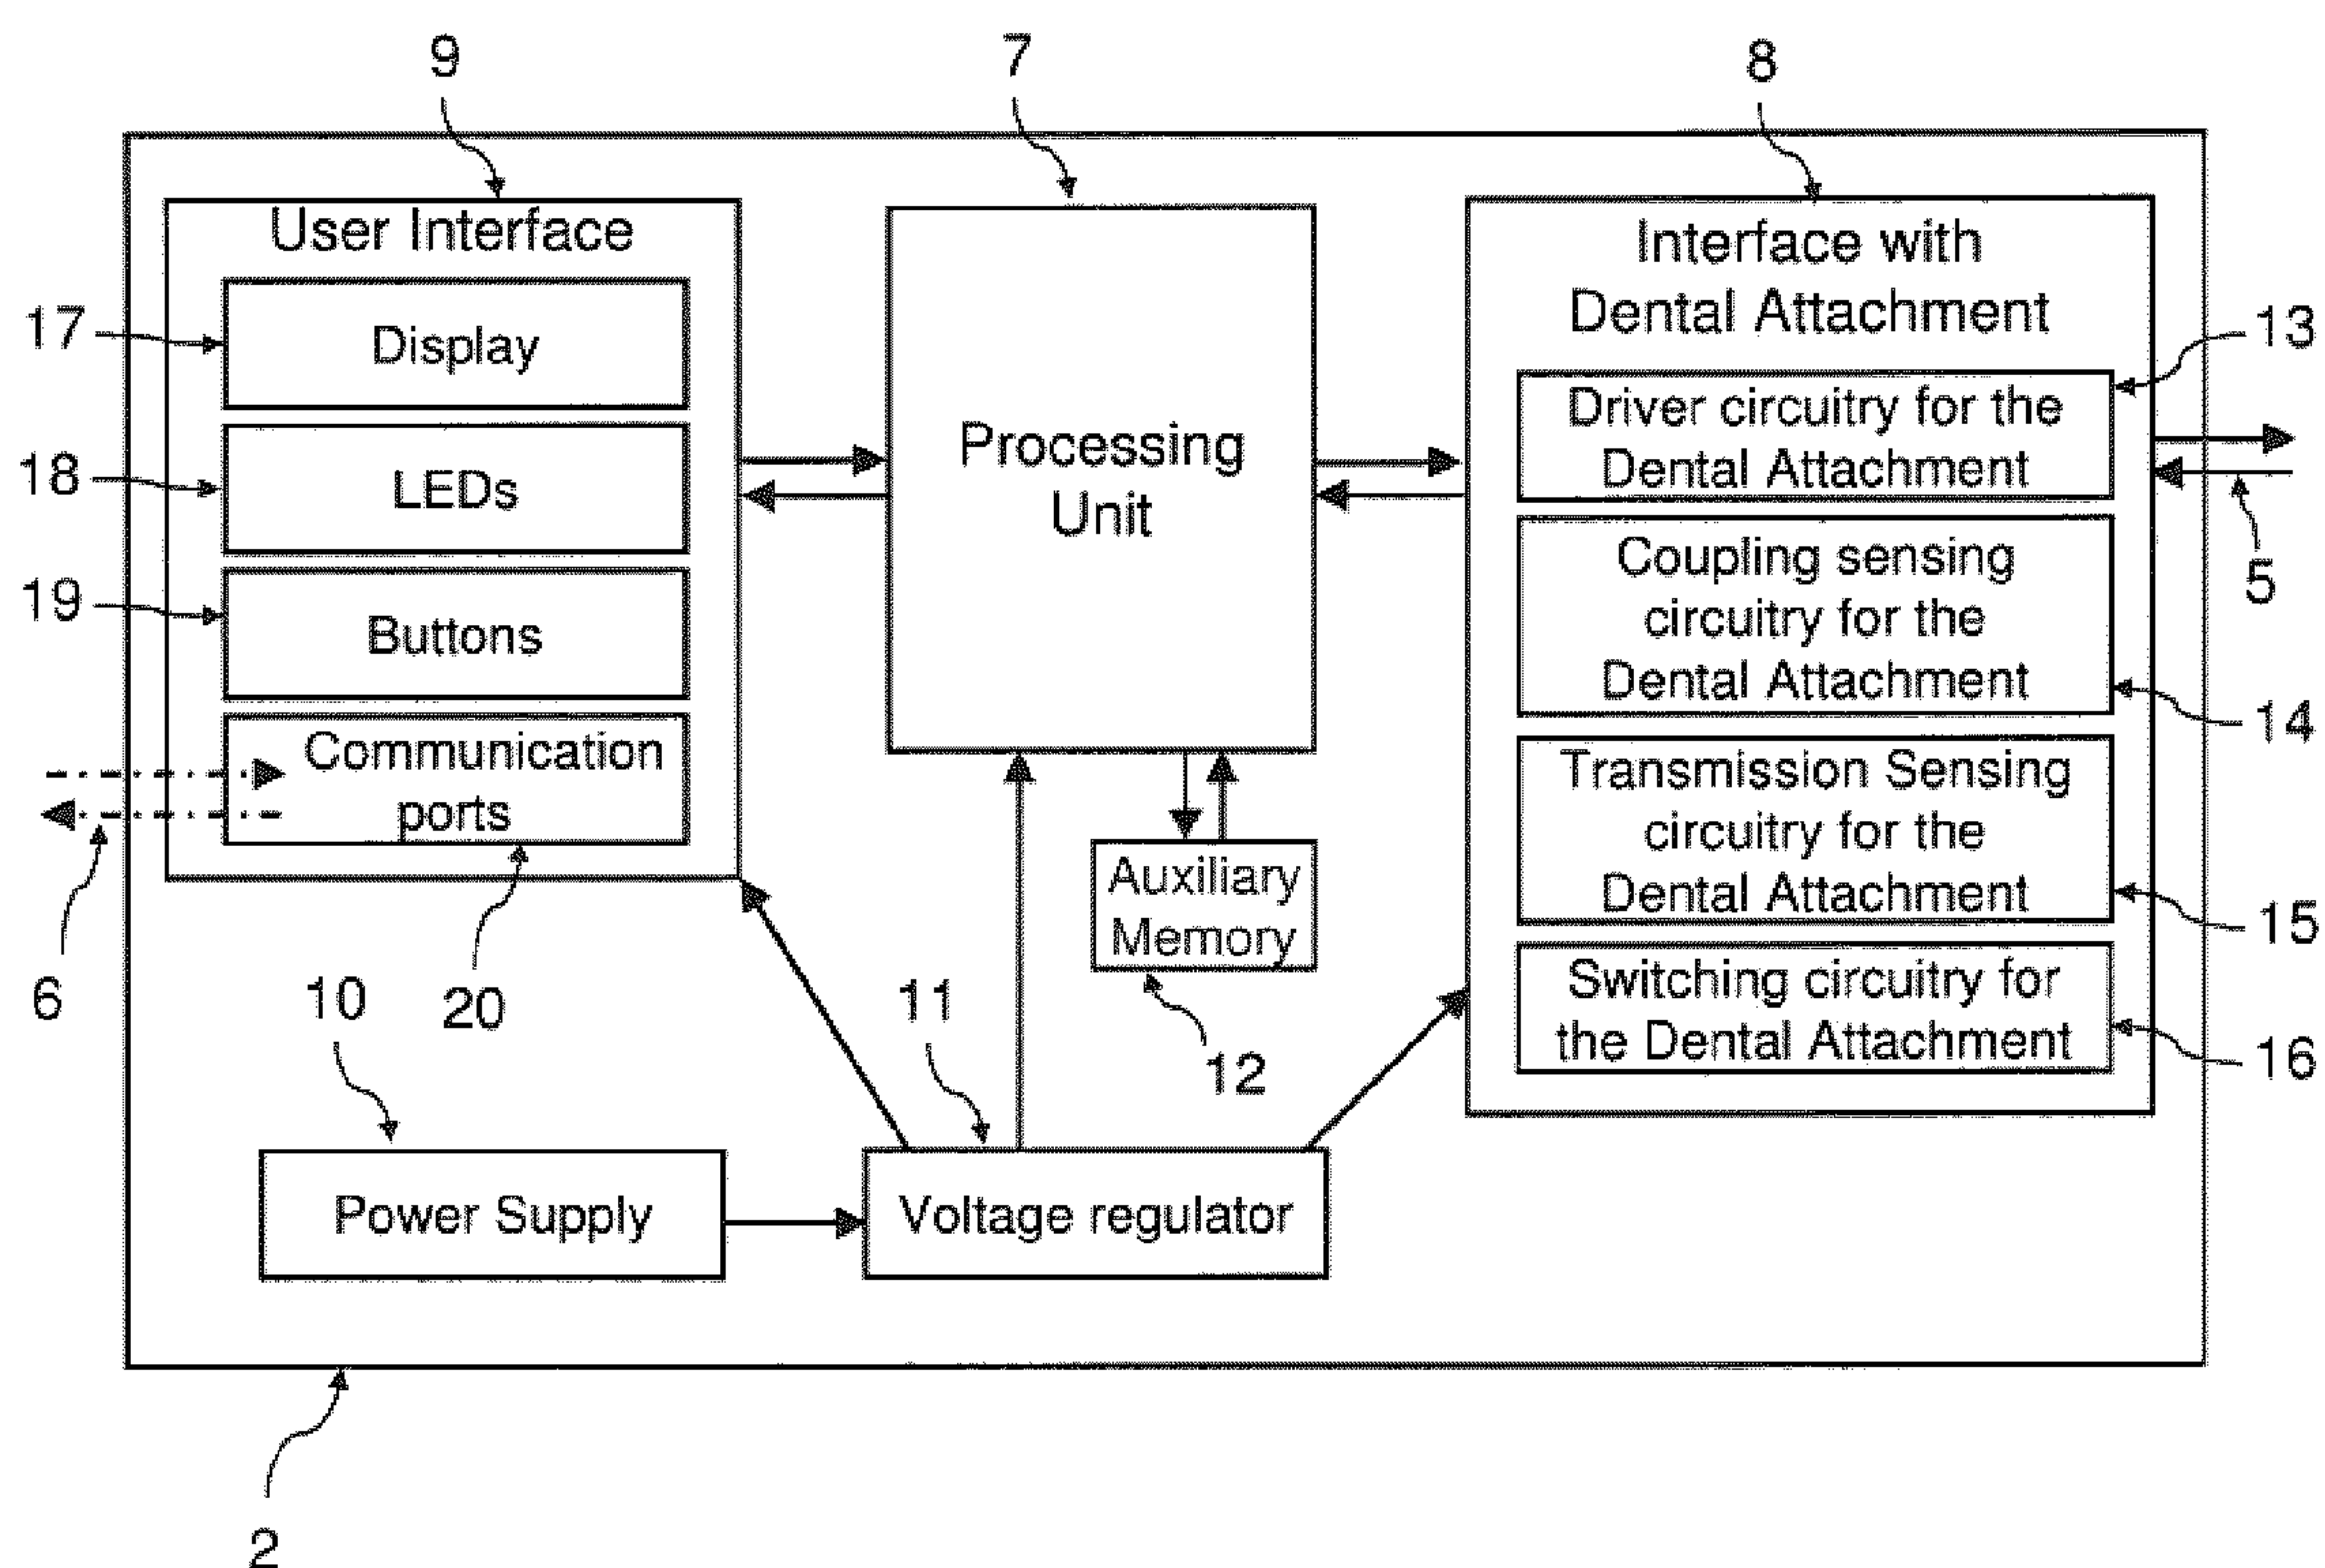 9
7
8
User Interface
17
Display
18
LEDs
19
Buttons
Communication
ports
6
20
Processing
Unit
Auxiliary
Memory
12
Interface with
Dental Attachment
13
Driver circuitry for the
Dental Attachment
5
Coupling sensing
circuitry for the
Dental Attachment
14
Transmission Sensing
circuitry for the
Dental Attachment
15
Switching circuitry for
the Dental Attachment
16
10
Power Supply
11
Voltage regulator
2